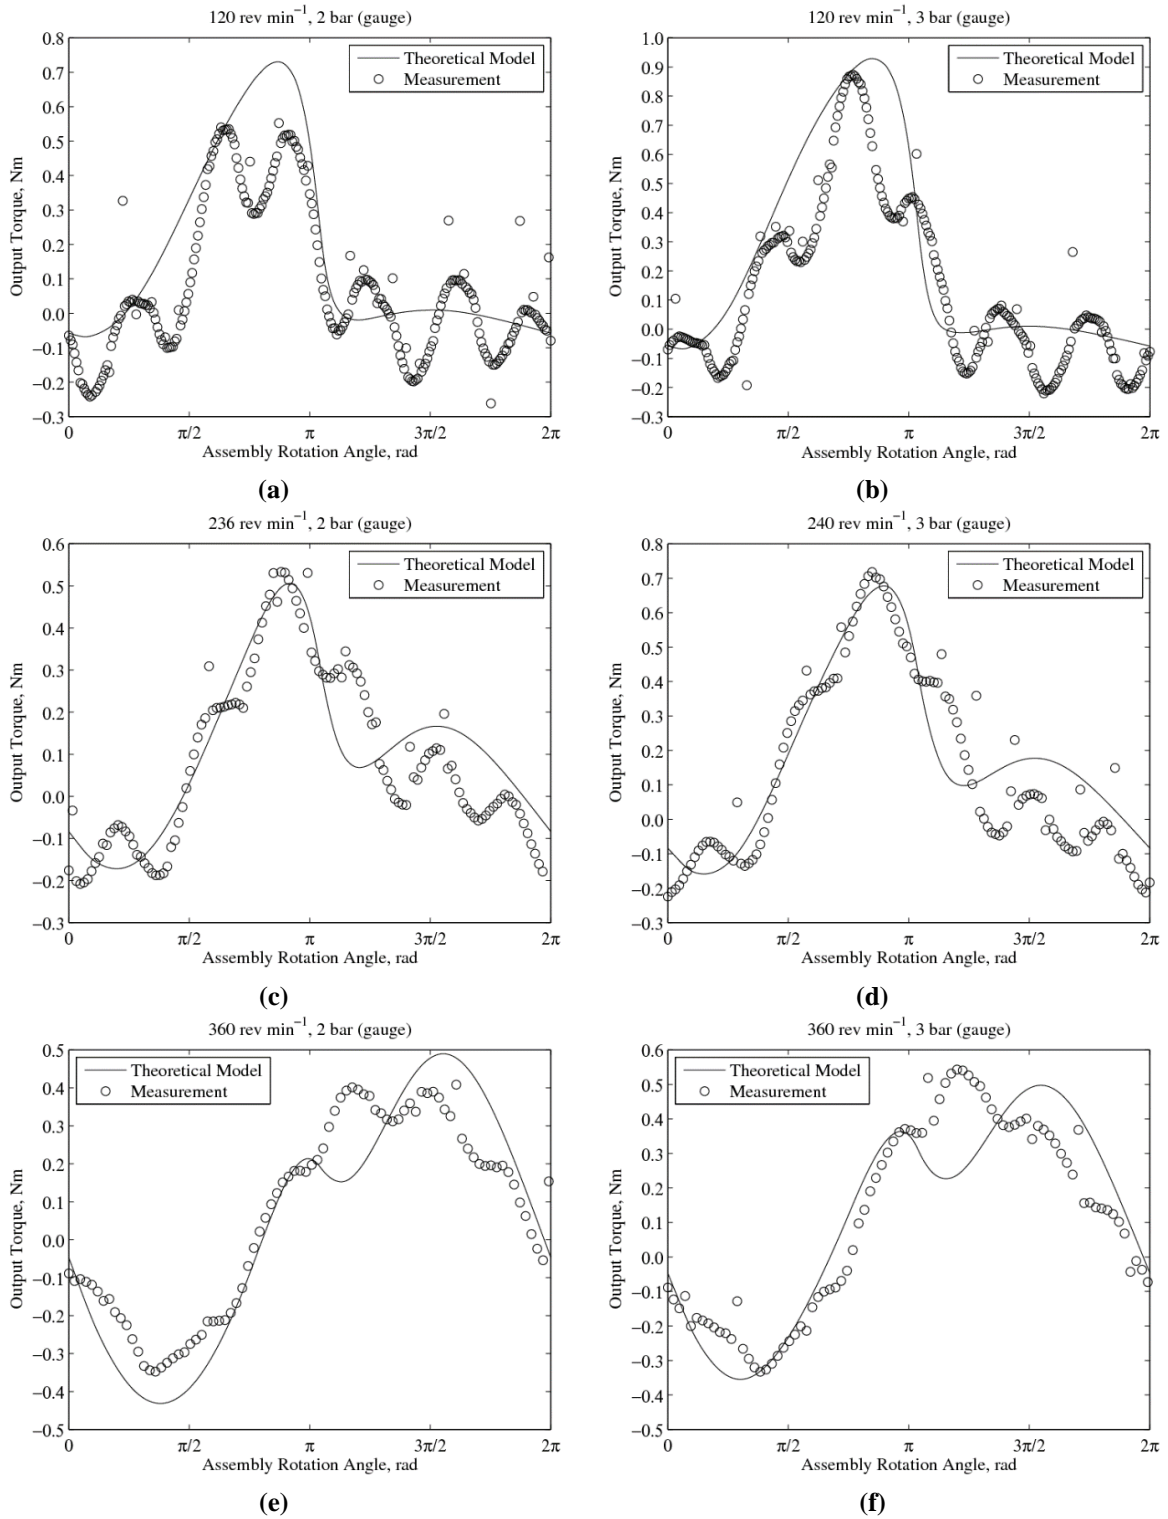 120 rev min⁻¹, 2 bar (gauge)
0.8
0.7
0.6
0.5
0.4
0.3
0.2
0.1
0.0
−0.1
−0.2
−0.3
Output Torque, Nm
Theoretical Model
Measurement
0 π/2 π 3π/2 2π
Assembly Rotation Angle, rad
(a)
120 rev min⁻¹, 3 bar (gauge)
1.0
0.9
0.8
0.7
0.6
0.5
0.4
0.3
0.2
0.1
0.0
−0.1
−0.2
−0.3
Output Torque, Nm
Theoretical Model
Measurement
0 π/2 π 3π/2 2π
Assembly Rotation Angle, rad
(b)
236 rev min⁻¹, 2 bar (gauge)
0.6
0.5
0.4
0.3
0.2
0.1
0.0
−0.1
−0.2
−0.3
Output Torque, Nm
Theoretical Model
Measurement
0 π/2 π 3π/2 2π
Assembly Rotation Angle, rad
(c)
240 rev min⁻¹, 3 bar (gauge)
0.8
0.7
0.6
0.5
0.4
0.3
0.2
0.1
0.0
−0.1
−0.2
−0.3
Output Torque, Nm
Theoretical Model
Measurement
0 π/2 π 3π/2 2π
Assembly Rotation Angle, rad
(d)
360 rev min⁻¹, 2 bar (gauge)
0.5
0.4
0.3
0.2
0.1
0.0
−0.1
−0.2
−0.3
−0.4
−0.5
Output Torque, Nm
Theoretical Model
Measurement
0 π/2 π 3π/2 2π
Assembly Rotation Angle, rad
(e)
360 rev min⁻¹, 3 bar (gauge)
0.6
0.5
0.4
0.3
0.2
0.1
0.0
−0.1
−0.2
−0.3
−0.4
−0.5
Output Torque, Nm
Theoretical Model
Measurement
0 π/2 π 3π/2 2π
Assembly Rotation Angle, rad
(f)